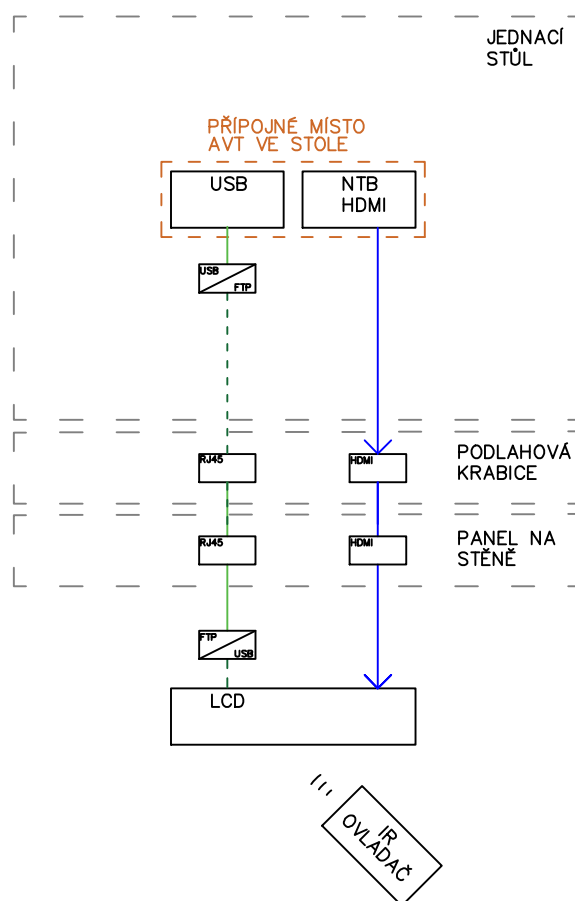 JEDNACÍ
STŮL
PŘÍPOJNÉ MÍSTO
AVT VE STOLE
USB
NTB
HDMI
USB
FTP
RJ45
HDMI
PODLAHOVÁ
KRABICE
RJ45
HDMI
PANEL NA
STĚNĚ
FTP
USB
LCD
IR
OVLADAČ